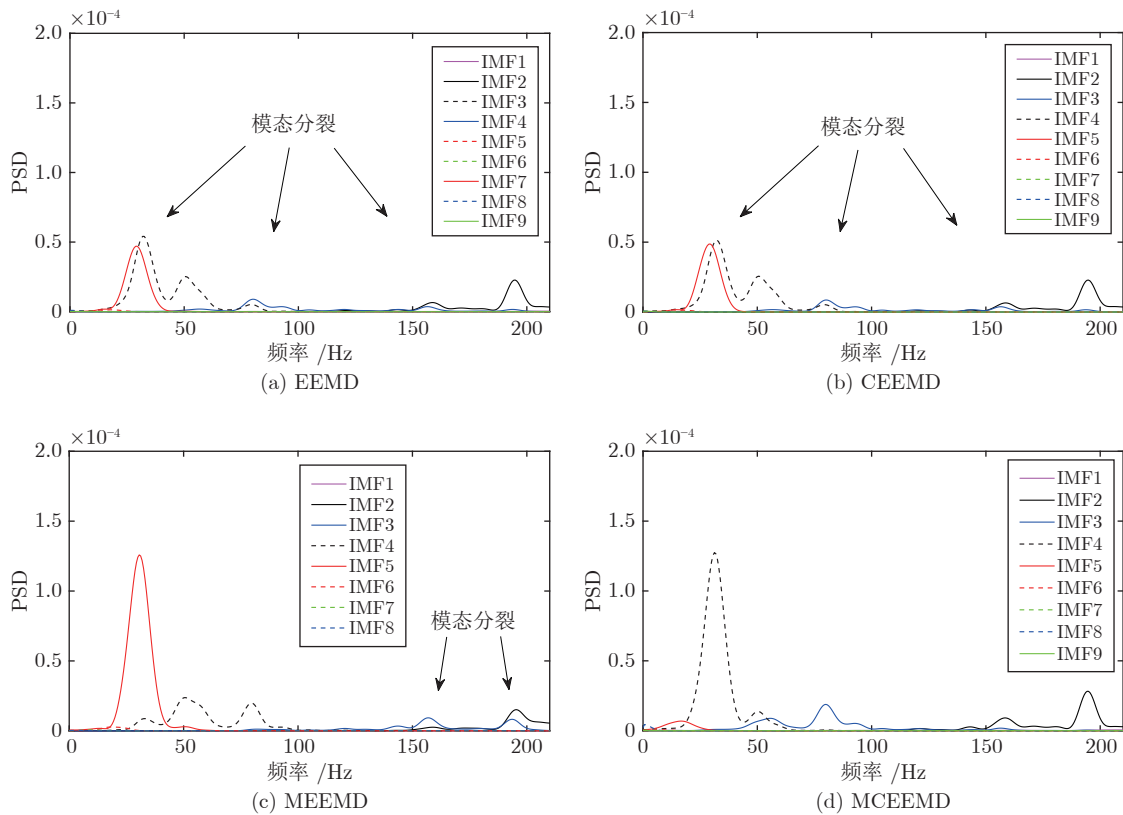 ×10⁻⁴
2.0
1.5
1.0
0.5
0
PSD
模态分裂
IMF1
IMF2
IMF3
IMF4
IMF5
IMF6
IMF7
IMF8
IMF9
0 50 100 150 200
频率 /Hz
(a) EEMD
×10⁻⁴
2.0
1.5
1.0
0.5
0
PSD
模态分裂
IMF1
IMF2
IMF3
IMF4
IMF5
IMF6
IMF7
IMF8
IMF9
0 50 100 150 200
频率 /Hz
(b) CEEMD
×10⁻⁴
2.0
1.5
1.0
0.5
0
PSD
IMF1
IMF2
IMF3
IMF4
IMF5
IMF6
IMF7
IMF8
模态分裂
0 50 100 150 200
频率 /Hz
(c) MEEMD
×10⁻⁴
2.0
1.5
1.0
0.5
0
PSD
IMF1
IMF2
IMF3
IMF4
IMF5
IMF6
IMF7
IMF8
IMF9
0 50 100 150 200
频率 /Hz
(d) MCEEMD